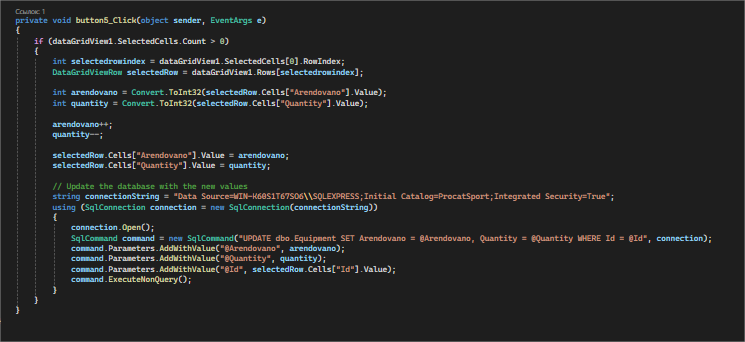 Ссылок: 1
private void button5_Click(object sender, EventArgs e)
{
    if (dataGridView1.SelectedCells.Count > 0)
    {
        int selectedrowindex = dataGridView1.SelectedCells[0].RowIndex;
        DataGridViewRow selectedRow = dataGridView1.Rows[selectedrowindex];

        int arendovano = Convert.ToInt32(selectedRow.Cells["Arendovano"].Value);
        int quantity = Convert.ToInt32(selectedRow.Cells["Quantity"].Value);

        arendovano++;
        quantity--;

        selectedRow.Cells["Arendovano"].Value = arendovano;
        selectedRow.Cells["Quantity"].Value = quantity;

        // Update the database with the new values
        string connectionString = "Data Source=WIN-K60S1T67SO6\\SQLEXPRESS;Initial Catalog=ProcatSport;Integrated Security=True";
        using (SqlConnection connection = new SqlConnection(connectionString))
        {
            connection.Open();
            SqlCommand command = new SqlCommand("UPDATE dbo.Equipment SET Arendovano = @Arendovano, Quantity = @Quantity WHERE Id = @Id", connection);
            command.Parameters.AddWithValue("@Arendovano", arendovano);
            command.Parameters.AddWithValue("@Quantity", quantity);
            command.Parameters.AddWithValue("@Id", selectedRow.Cells["Id"].Value);
            command.ExecuteNonQuery();
        }
    }
}